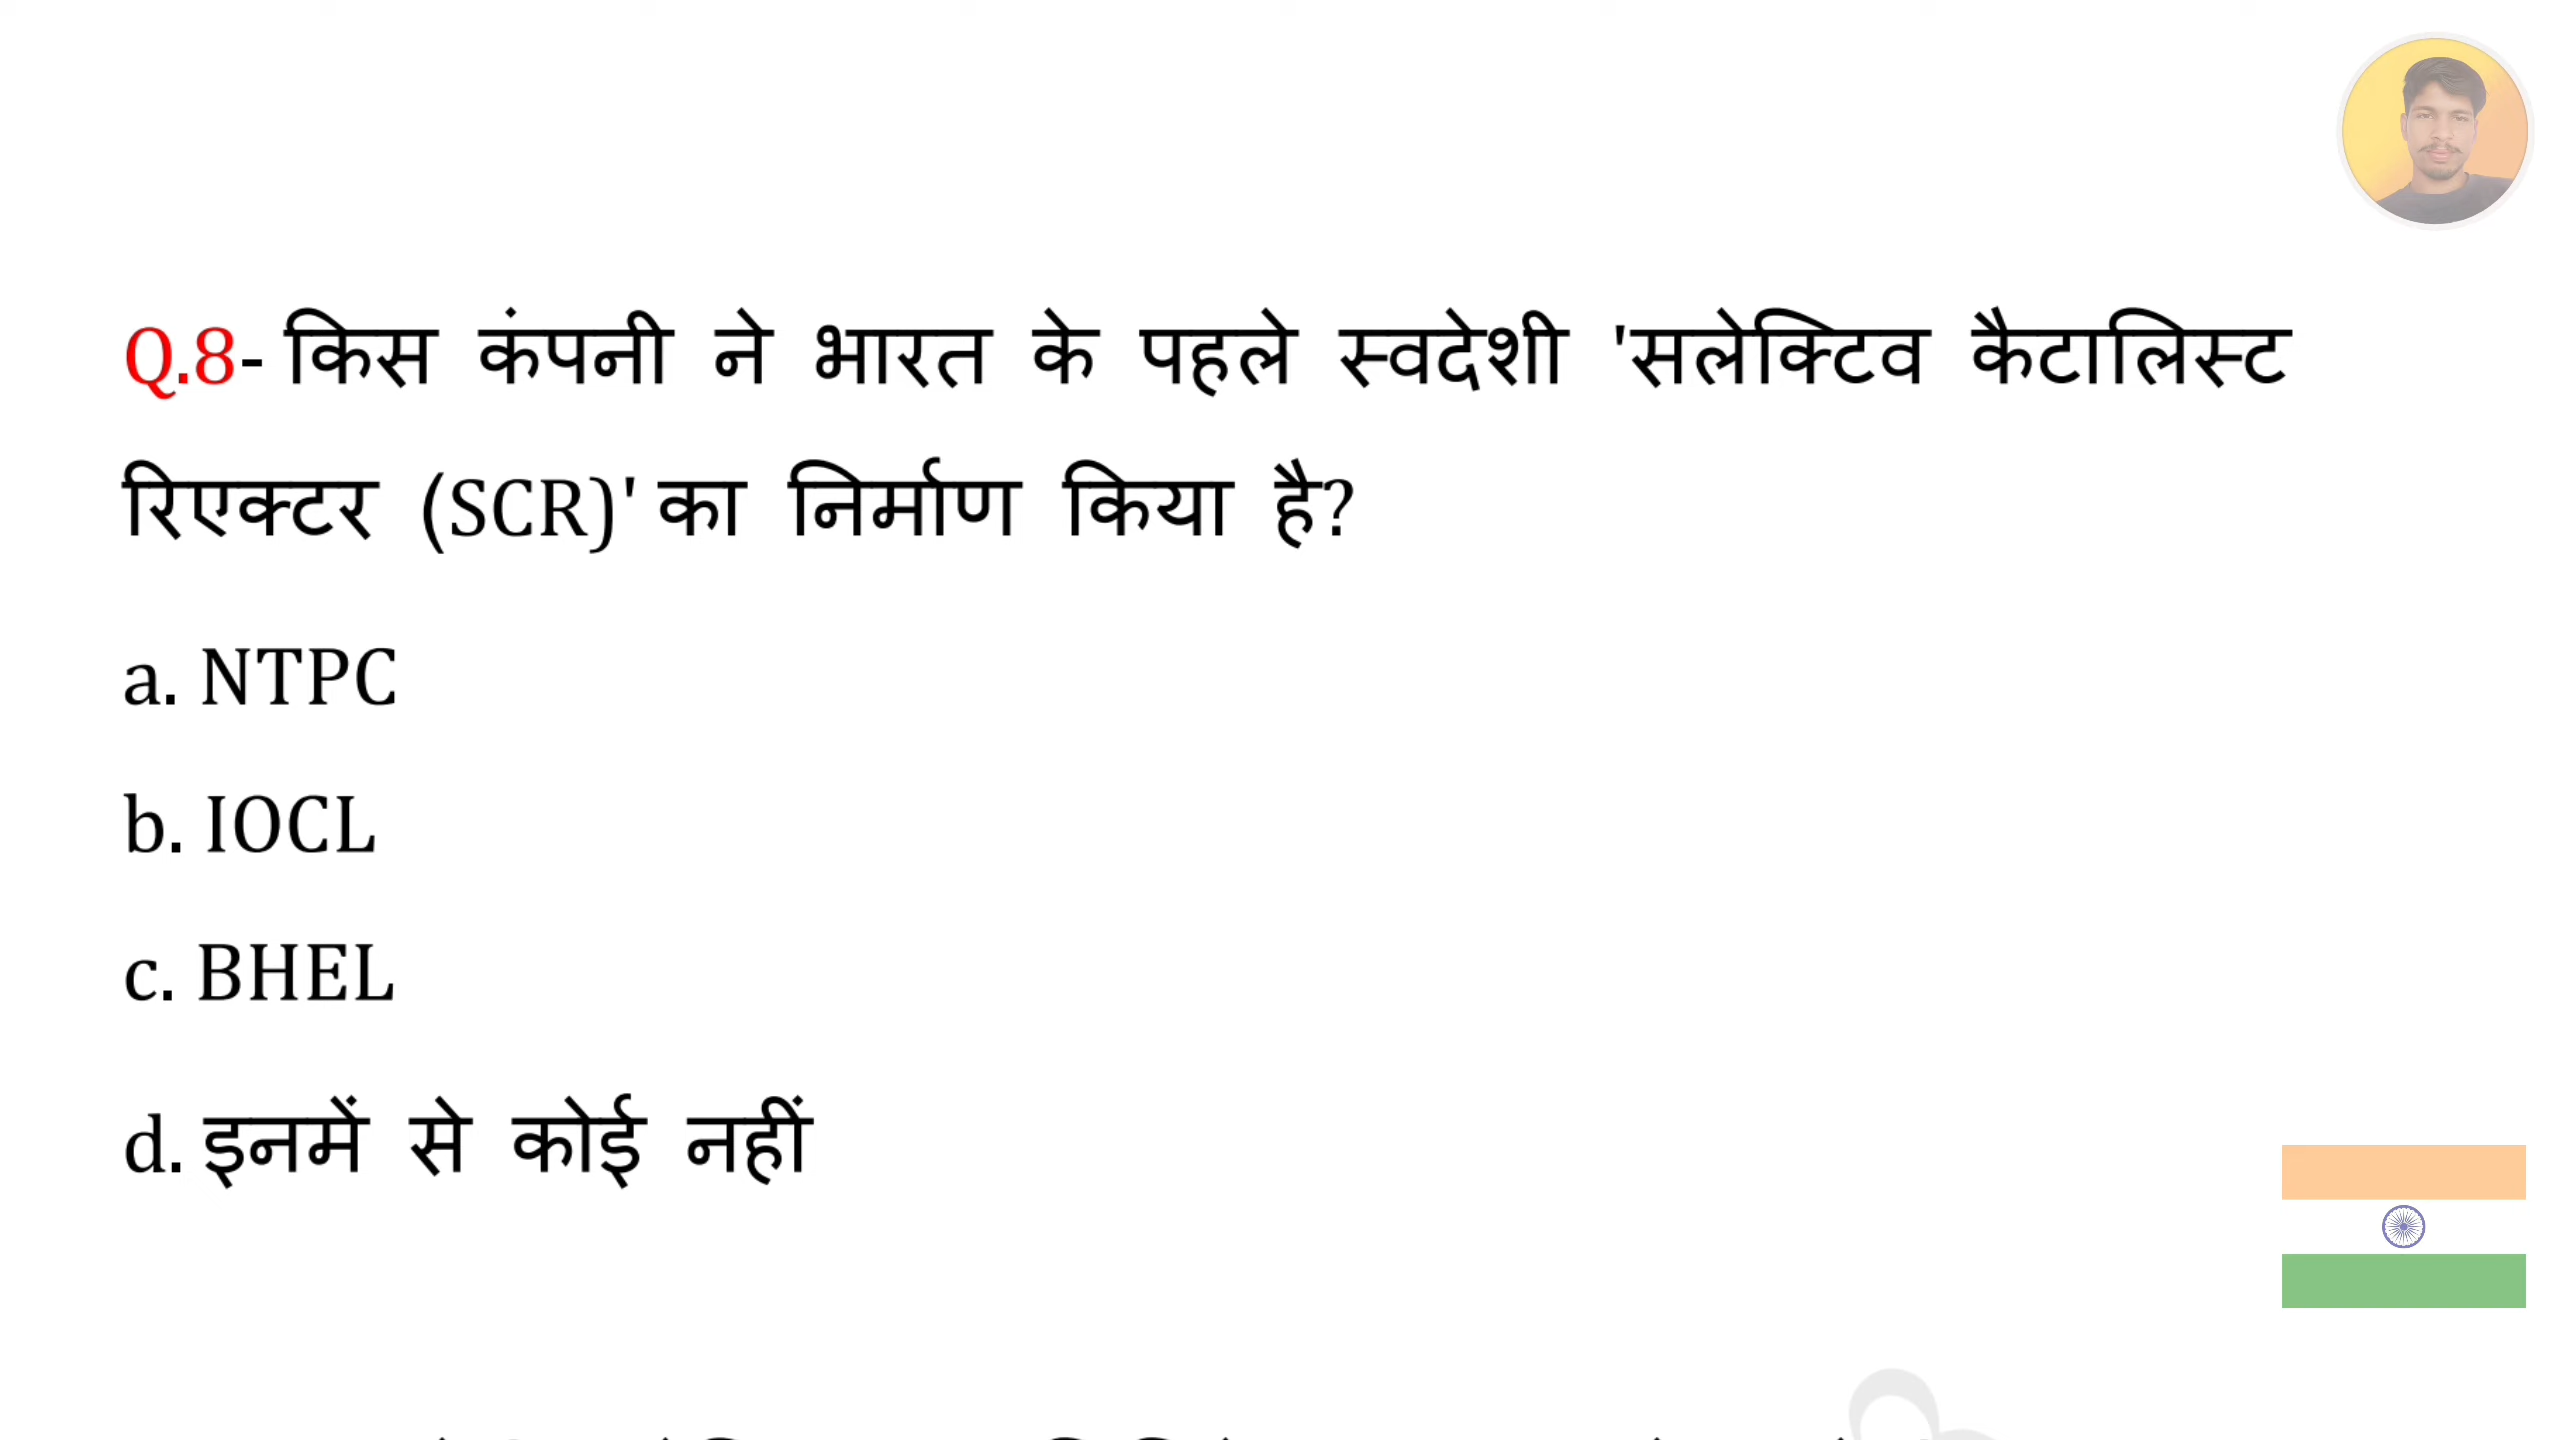 Q.8- किस कंपनी ने भारत के पहले स्वदेशी 'सलेक्टिव कैटालिस्ट
रिएक्टर (SCR)' का निर्माण किया है?
a. NTPC
b. IOCL
c. BHEL
d. इनमें से कोई नहीं